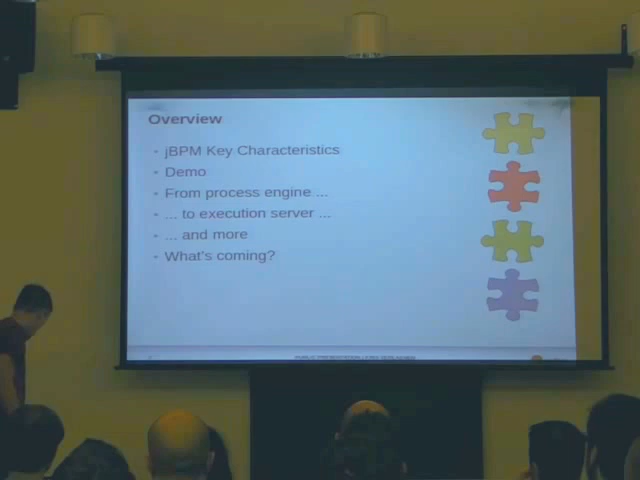 Overview
jBPM Key Characteristics
Demo
From process engine ...
... to execution server ...
... and more
What's coming?